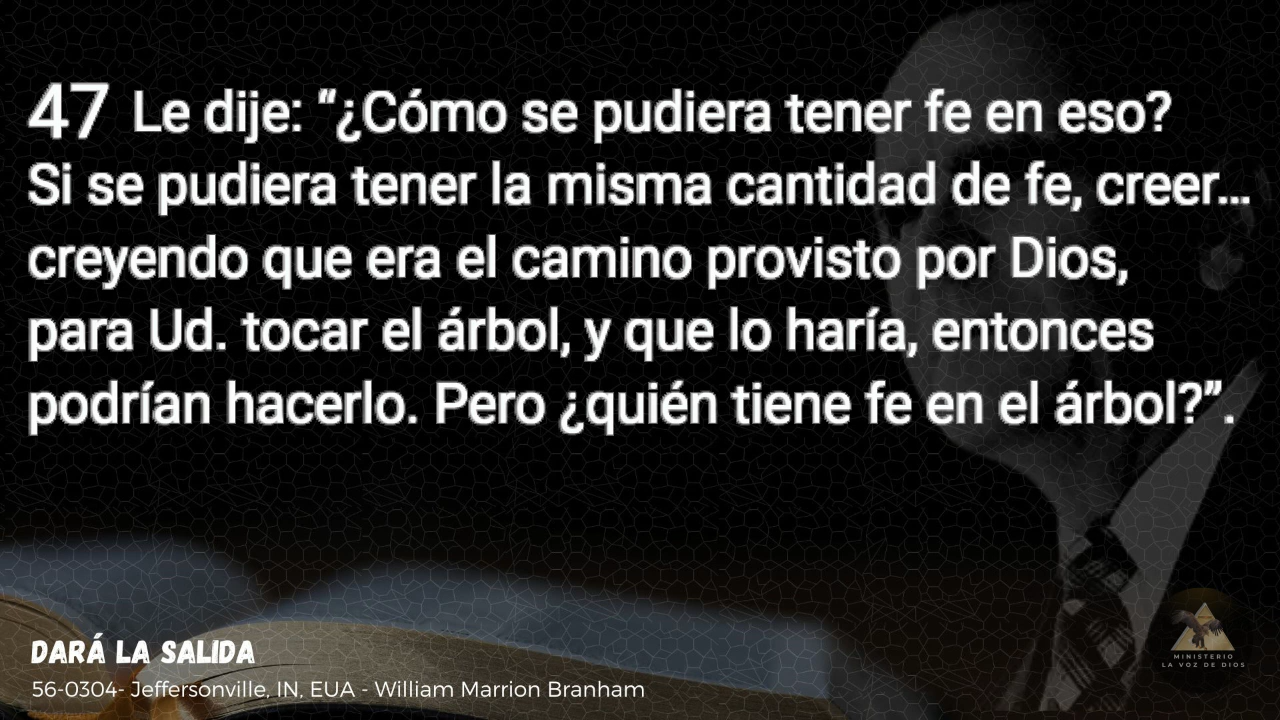 47 Le dije: “¿Cómo se pudiera tener fe en eso?
Si se pudiera tener la misma cantidad de fe, creer...
creyendo que era el camino provisto por Dios,
para Ud. tocar el árbol, y que lo haría, entonces
podrían hacerlo. Pero ¿quién tiene fe en el árbol?”.
DARÁ LA SALIDA
56-0304- Jeffersonville, IN, EUA - William Marrion Branham
MINISTERIO
LA VOZ DE DIOS